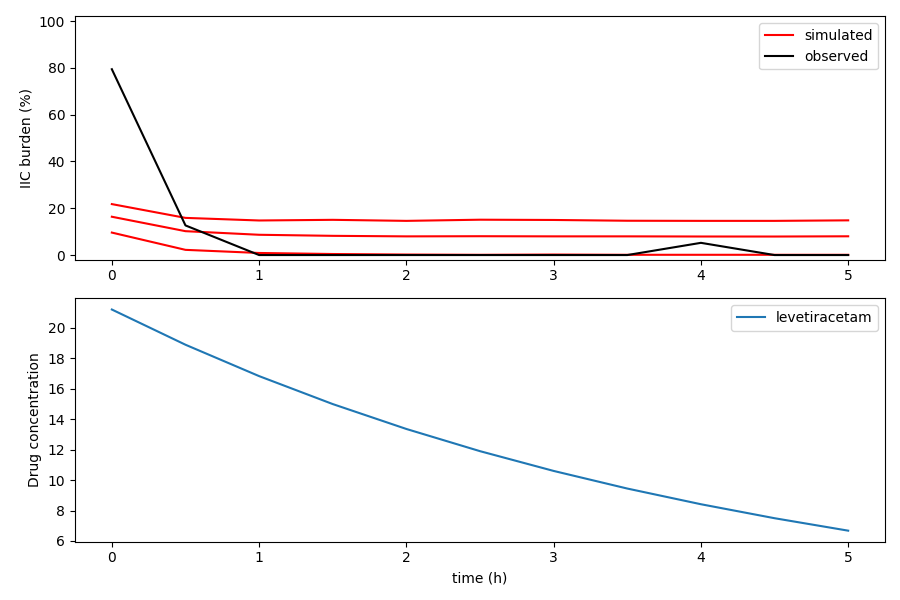 IIC burden (%)
100
80
60
40
20
0
simulated
observed
0 1 2 3 4 5
Drug concentration
20
18
16
14
12
10
8
6
levetiracetam
0 1 2 3 4 5
time (h)